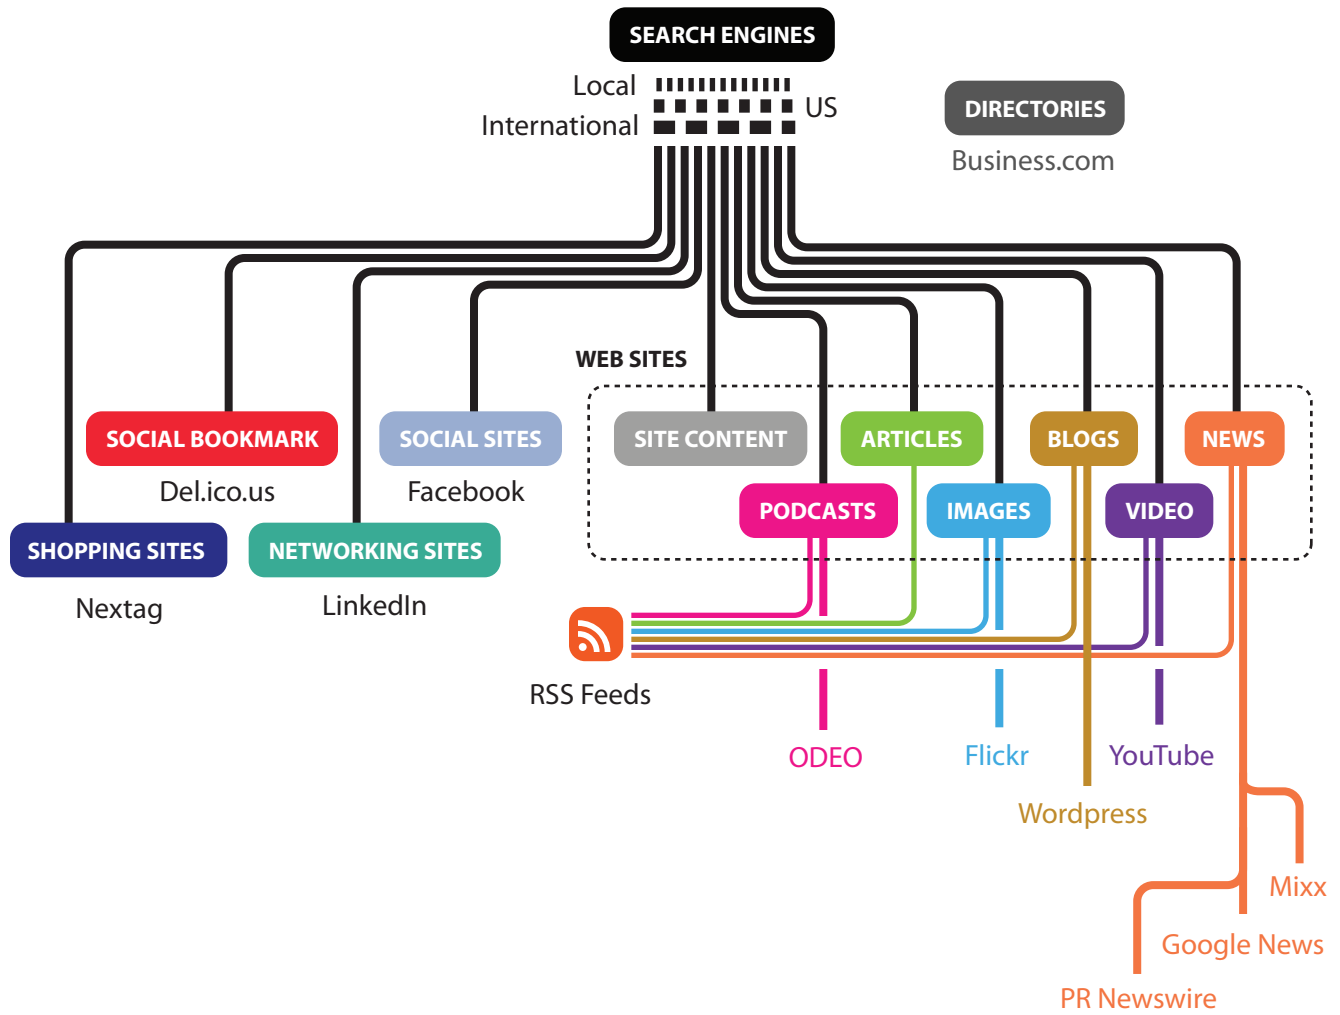 SEARCH ENGINES
Local
US
International
DIRECTORIES
Business.com
WEB SITES
SOCIAL BOOKMARK
Del.ico.us
SOCIAL SITES
Facebook
SITE CONTENT
ARTICLES
BLOGS
NEWS
PODCASTS
IMAGES
VIDEO
SHOPPING SITES
Nextag
NETWORKING SITES
LinkedIn
RSS Feeds
ODEO
Flickr
YouTube
Wordpress
Mixx
Google News
PR Newswire